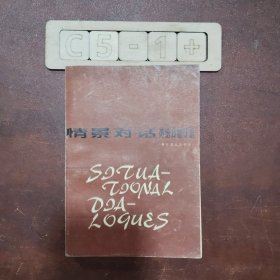 C5-1+
情景对话
SITUA-
TIONAL
DIA-
LOGUES